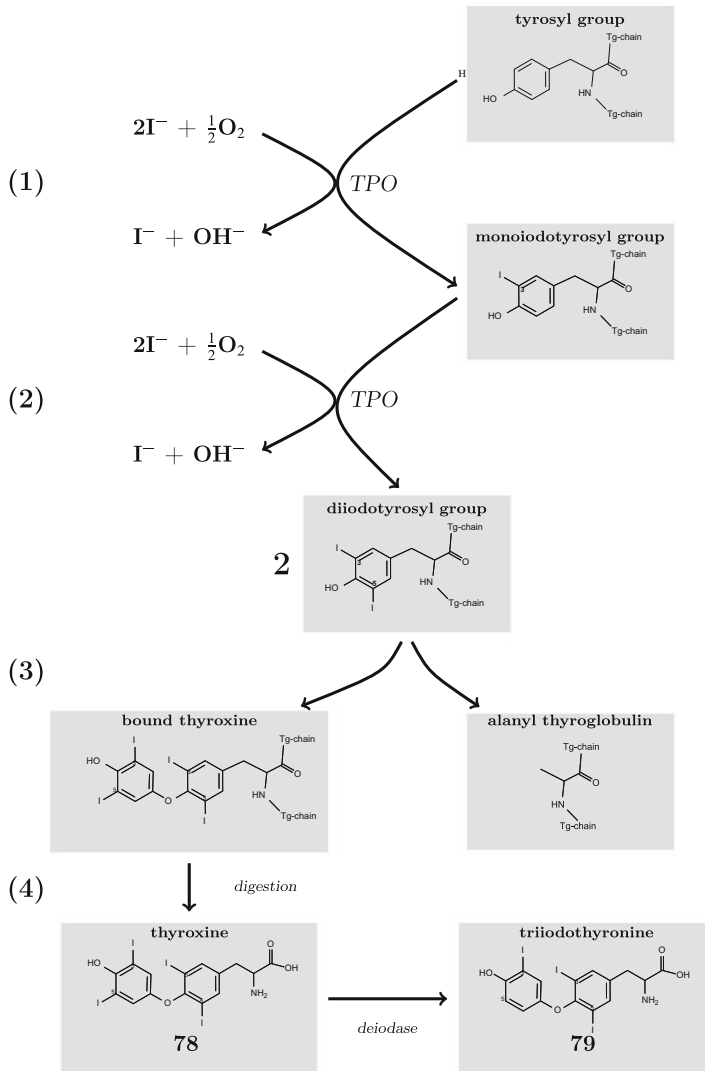 tyrosyl group
Tg-chain
H
O
HO
HN
Tg-chain
2I⁻ + ½O₂
(1)
TPO
I⁻ + OH⁻
monoiodotyrosyl group
Tg-chain
I
3
O
HO
HN
Tg-chain
2I⁻ + ½O₂
(2)
TPO
I⁻ + OH⁻
diiodotyrosyl group
Tg-chain
I
2
3
O
5
HO
HN
I
Tg-chain
(3)
bound thyroxine
alanyl thyroglobulin
I
Tg-chain
Tg-chain
HO
I
O
O
5
I
O
HN
HN
I
Tg-chain
Tg-chain
(4)
digestion
thyroxine
triiodothyronine
I
O
I
O
HO
I
OH
HO
I
OH
5
5
I
O
NH₂
O
NH₂
I
I
78
79
deiodase